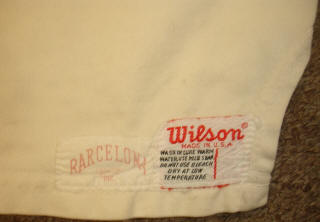 BARCELONA
Wilson
MADE IN U.S.A.
WASH IN LUKE WARM
WATER, USE MILD SOAP
DO NOT USE BLEACH
DRY AT LOW
TEMPERATURE